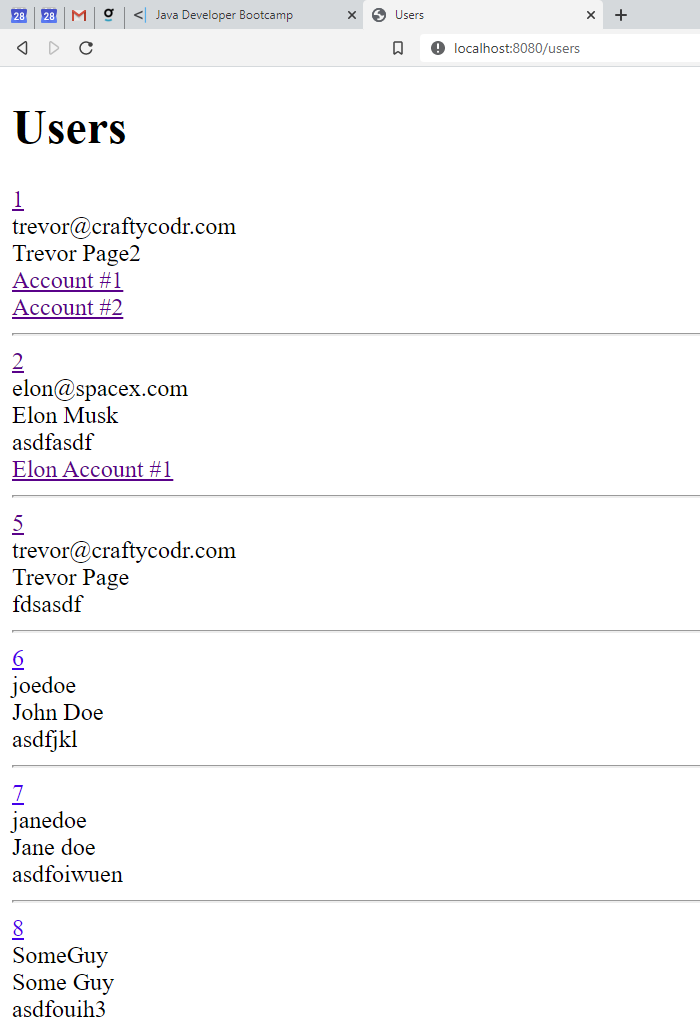 28
28
Java Developer Bootcamp
Users
localhost:8080/users
Users
1
trevor@craftycodr.com
Trevor Page2
Account #1
Account #2
2
elon@spacex.com
Elon Musk
asdfasdf
Elon Account #1
5
trevor@craftycodr.com
Trevor Page
fdsasdf
6
joedoe
John Doe
asdfjkl
7
janedoe
Jane doe
asdfoiwuen
8
SomeGuy
Some Guy
asdfouih3